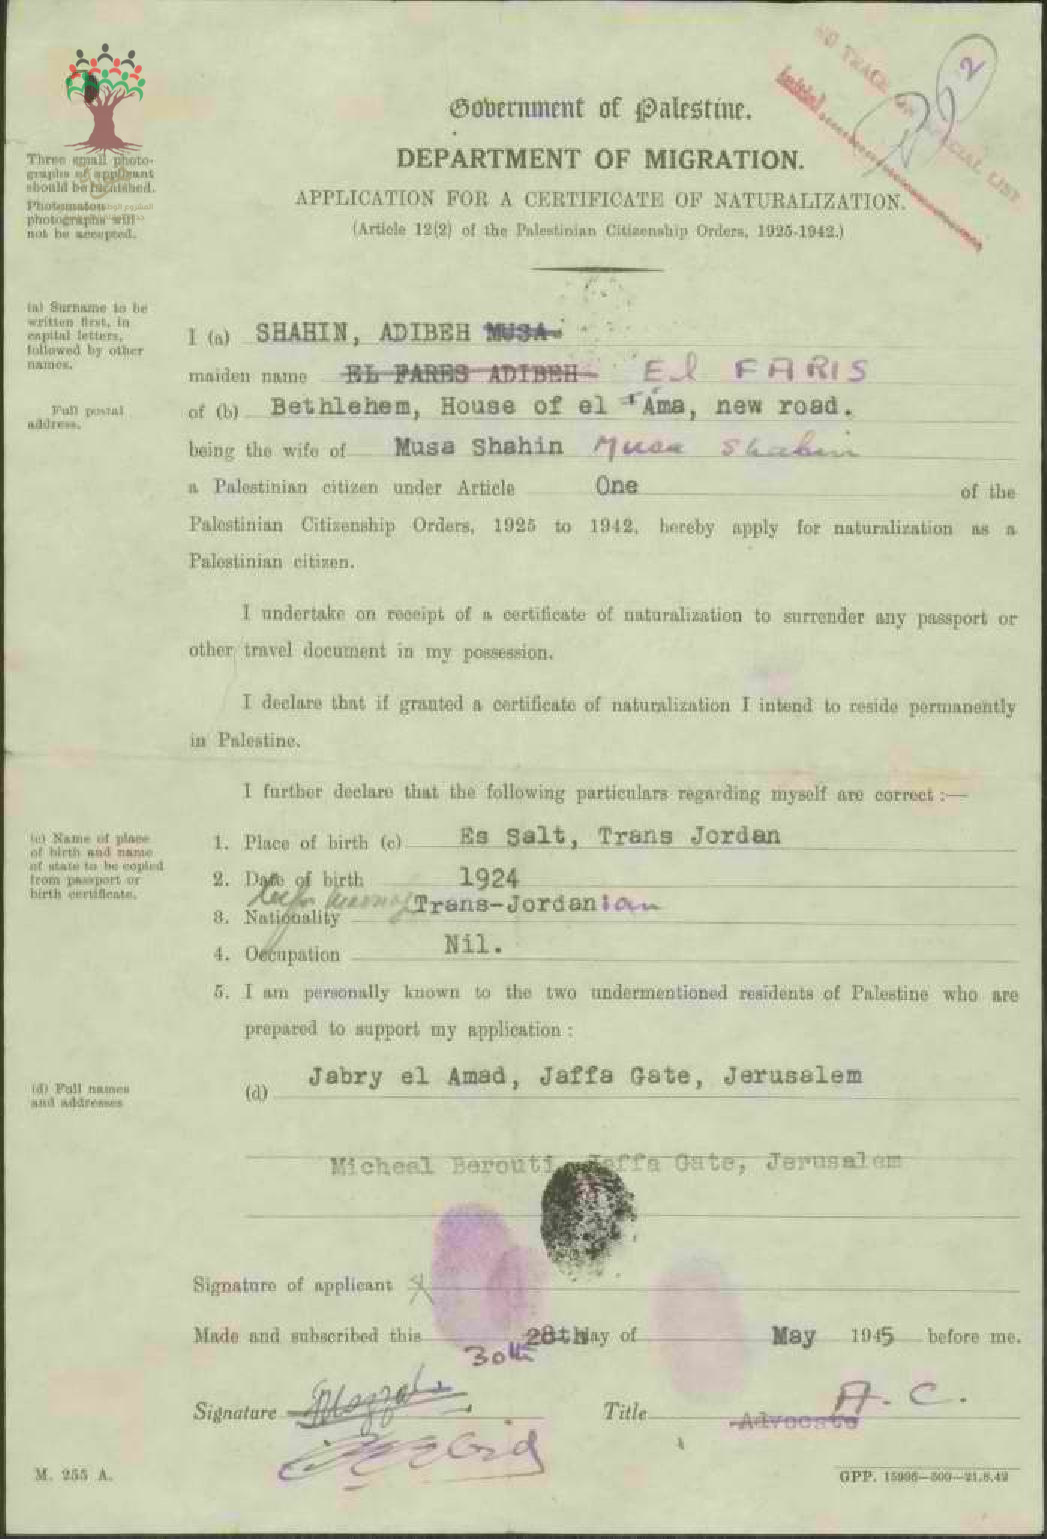 NO TRACE ON SPECIAL LIST
Initial
2
Government of Palestine.
DEPARTMENT OF MIGRATION.
APPLICATION FOR A CERTIFICATE OF NATURALIZATION.
(Article 12(2) of the Palestinian Citizenship Orders, 1925-1942.)
Three small photo-
graphs of applicant
should be furnished.
Photomaton
photographs will
not be accepted.
(a) Surname to be
written first, in
capital letters,
followed by other
names.
I (a) SHAHIN, ADIBEH MUSA
maiden name EL FARES ADIBEH El FARIS
Full postal
address.
of (b) Bethlehem, House of el 'Ama, new road.
being the wife of Musa Shahin Musa Shahin
a Palestinian citizen under Article One of the
Palestinian Citizenship Orders, 1925 to 1942, hereby apply for naturalization as a
Palestinian citizen.
I undertake on receipt of a certificate of naturalization to surrender any passport or
other travel document in my possession.
I declare that if granted a certificate of naturalization I intend to reside permanently
in Palestine.
I further declare that the following particulars regarding myself are correct :—
(c) Name of place
of birth and name
of state to be copied
from passport or
birth certificate.
1. Place of birth (c) Es Salt, Trans Jordan
2. Date of birth 1924
3. Nationality Trans-Jordanian
4. Occupation Nil.
5. I am personally known to the two undermentioned residents of Palestine who are
prepared to support my application :
(d) Full names
and addresses
(d) Jabry el Amad, Jaffa Gate, Jerusalem
Micheal Berouti, Jaffa Gate, Jerusalem
Signature of applicant X
Made and subscribed this 28th day of May 1945 before me.
30th
Signature
Title Advocate A. C.
M. 255 A.
GPP. 15996—500—21.8.42